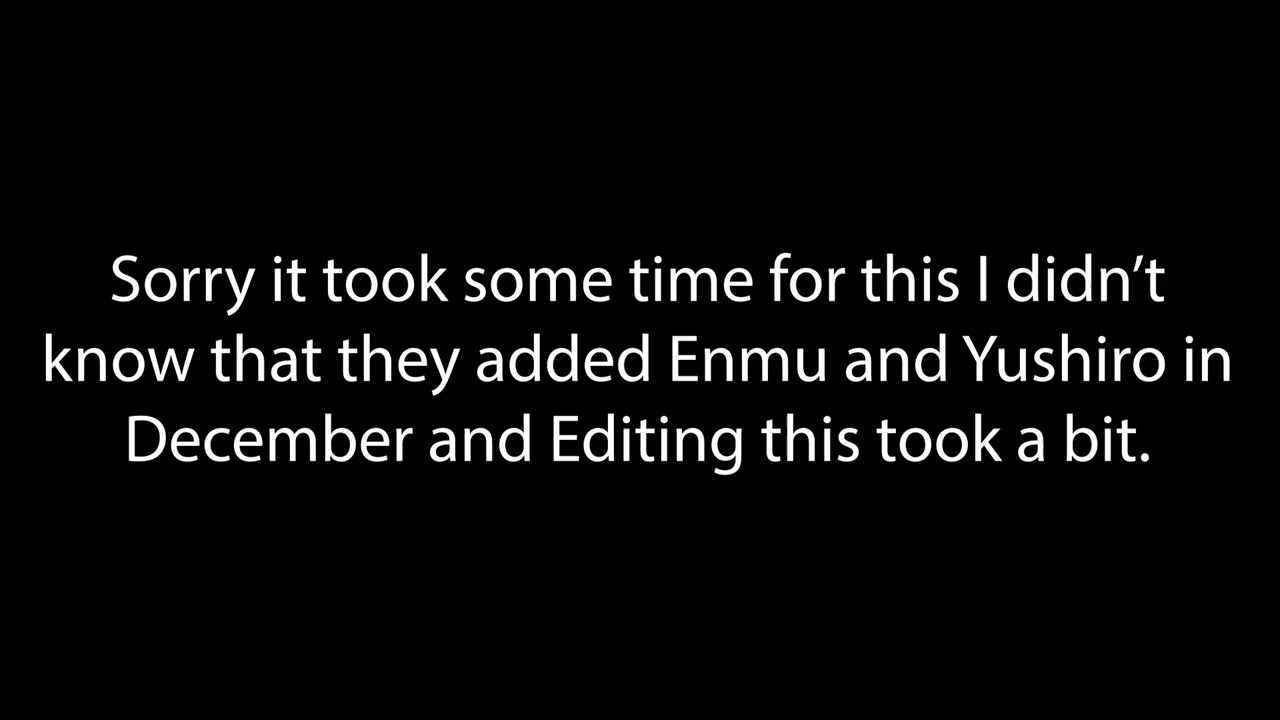 Sorry it took some time for this I didn’t
know that they added Enmu and Yushiro in
December and Editing this took a bit.